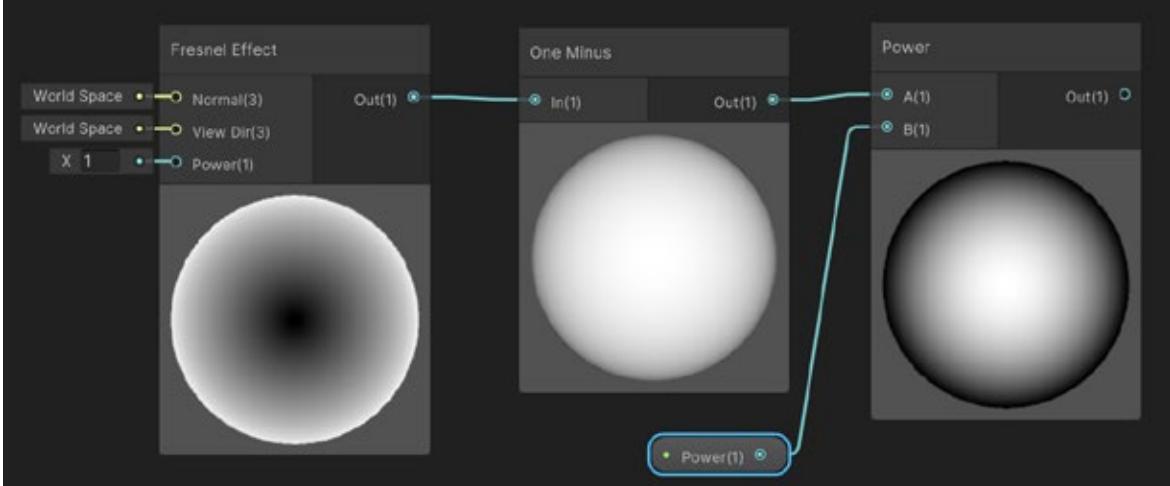 Fresnel Effect
World Space
Normal(3)
Out(1)
World Space
View Dir(3)
X 1
Power(1)
One Minus
In(1)
Out(1)
Power
A(1)
Out(1)
B(1)
Power(1)